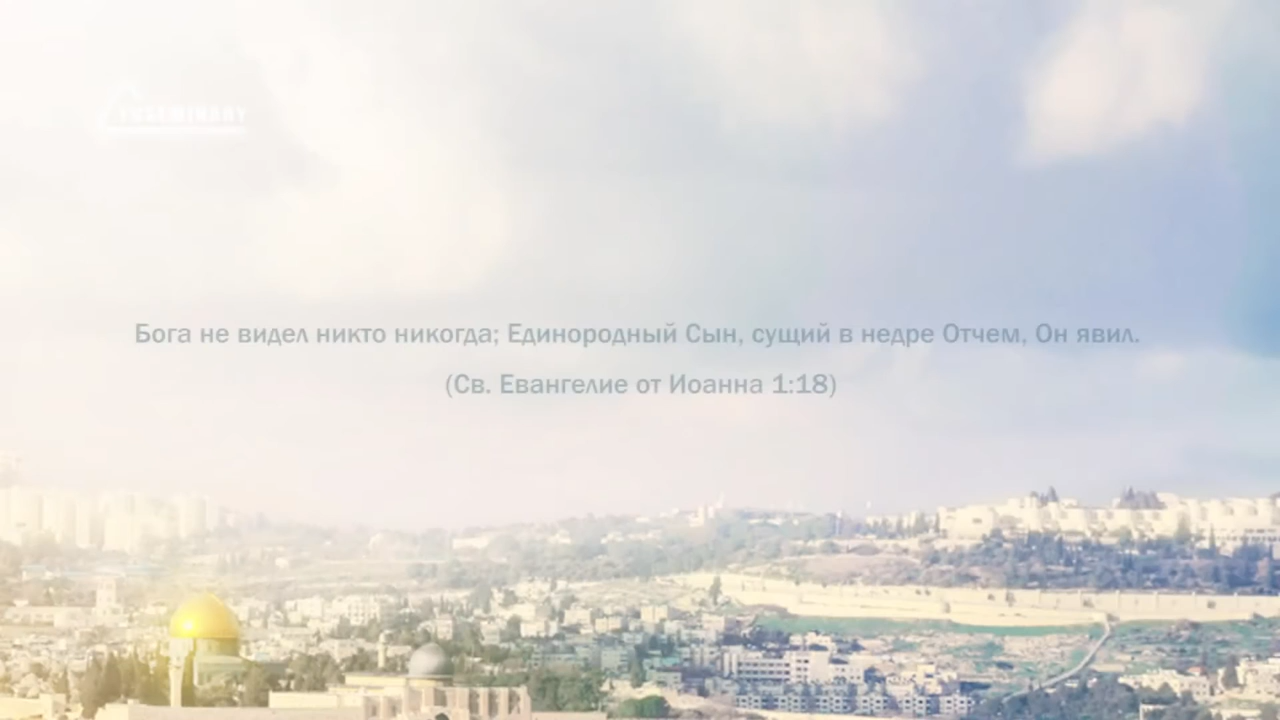 Бога не видел никто никогда; Единородный Сын, сущий в недре Отчем, Он явил.
(Св. Евангелие от Иоанна 1:18)